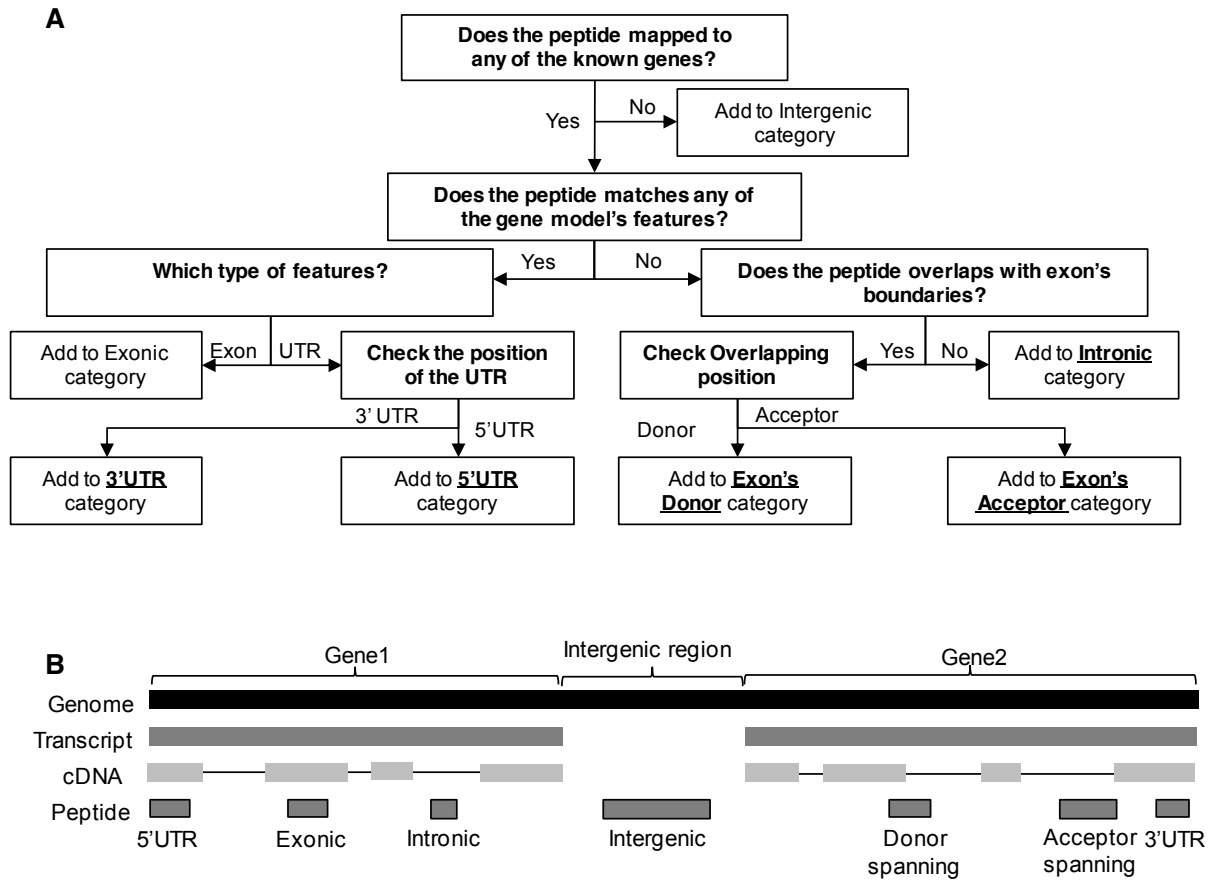 A
Does the peptide mapped to
any of the known genes?
Yes
No
Add to Intergenic
category
Does the peptide matches any of
the gene model's features?
Which type of features?
Yes
No
Does the peptide overlaps with exon's
boundaries?
Add to Exonic
category
Exon
UTR
Check the position
of the UTR
Check Overlapping
position
Yes
No
Add to Intronic
category
3' UTR
5'UTR
Donor
Acceptor
Add to 3'UTR
category
Add to 5'UTR
category
Add to Exon's
Donor category
Add to Exon's
Acceptor category
B
Gene1
Intergenic region
Gene2
Genome
Transcript
cDNA
Peptide
5'UTR
Exonic
Intronic
Intergenic
Donor
spanning
Acceptor
spanning
3'UTR